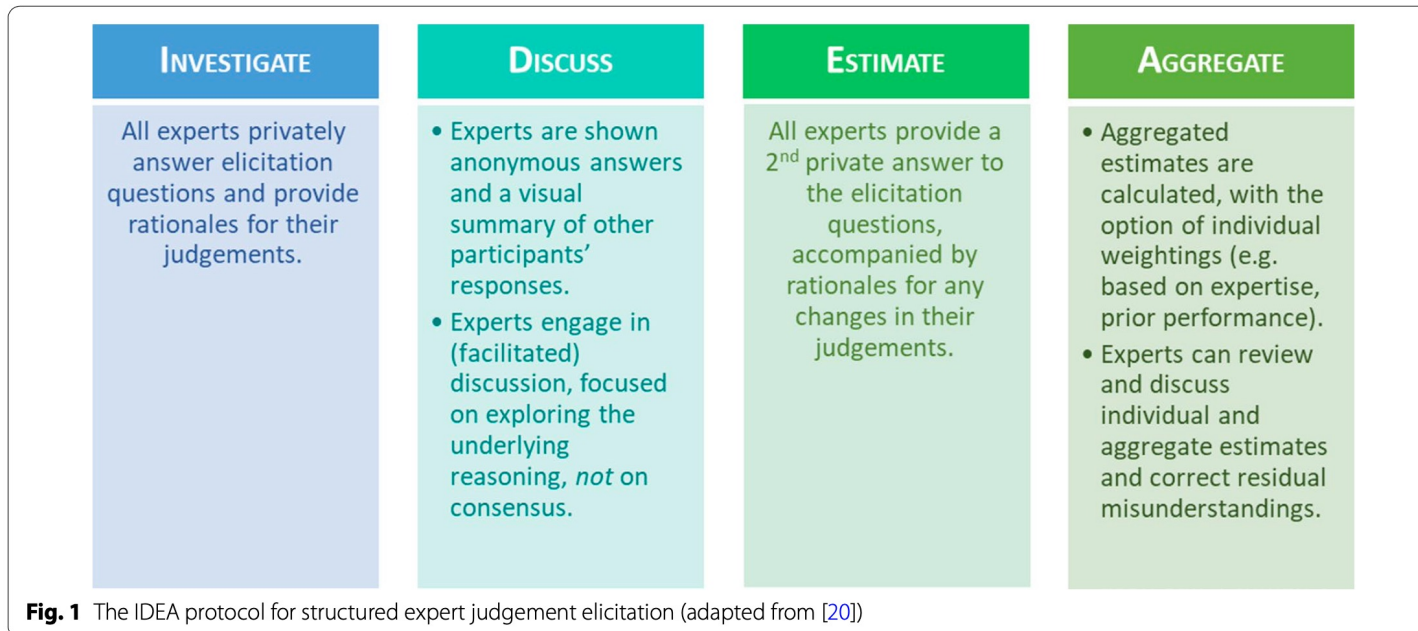 INVESTIGATE
All experts privately
answer elicitation
questions and provide
rationales for their
judgements.
DISCUSS
• Experts are shown
anonymous answers
and a visual
summary of other
participants'
responses.
• Experts engage in
(facilitated)
discussion, focused
on exploring the
underlying
reasoning, not on
consensus.
ESTIMATE
All experts provide a
2nd private answer to
the elicitation
questions,
accompanied by
rationales for any
changes in their
judgements.
AGGREGATE
• Aggregated
estimates are
calculated, with the
option of individual
weightings (e.g.
based on expertise,
prior performance).
• Experts can review
and discuss
individual and
aggregate estimates
and correct residual
misunderstandings.
Fig. 1 The IDEA protocol for structured expert judgement elicitation (adapted from [20])